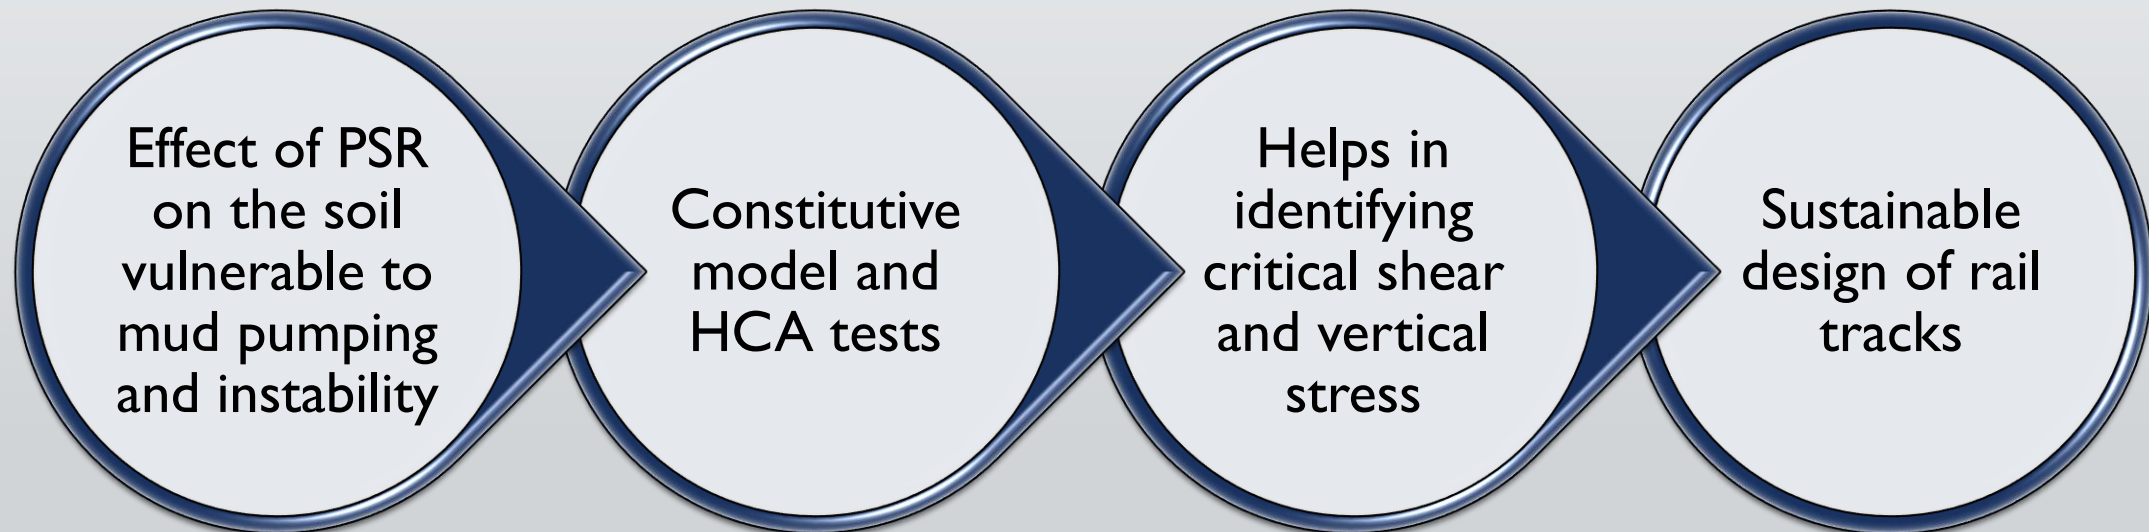 Effect of PSR
on the soil
vulnerable to
mud pumping
and instability
Constitutive
model and
HCA tests
Helps in
identifying
critical shear
and vertical
stress
Sustainable
design of rail
tracks